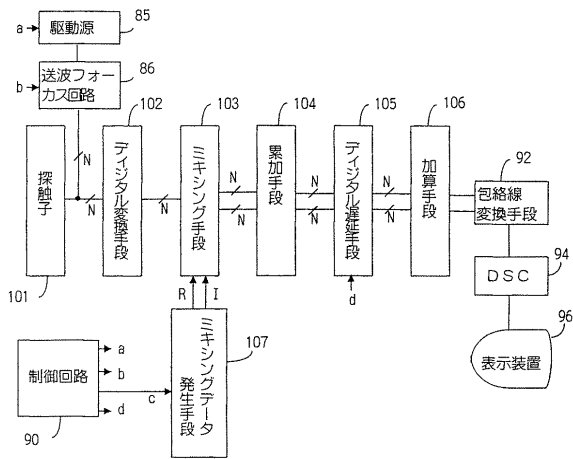 a
駆動源
85
b
送波フォー
カス回路
86
N
探触子
101
N
ディジタル変換手段
102
N
ミキシング手段
103
N
N
累加手段
104
N
N
ディジタル遅延手段
105
d
N
N
加算手段
106
包絡線
変換手段
92
DSC
94
表示装置
96
R
I
ミキシングデータ
発生手段
107
制御回路
90
a
b
c
d